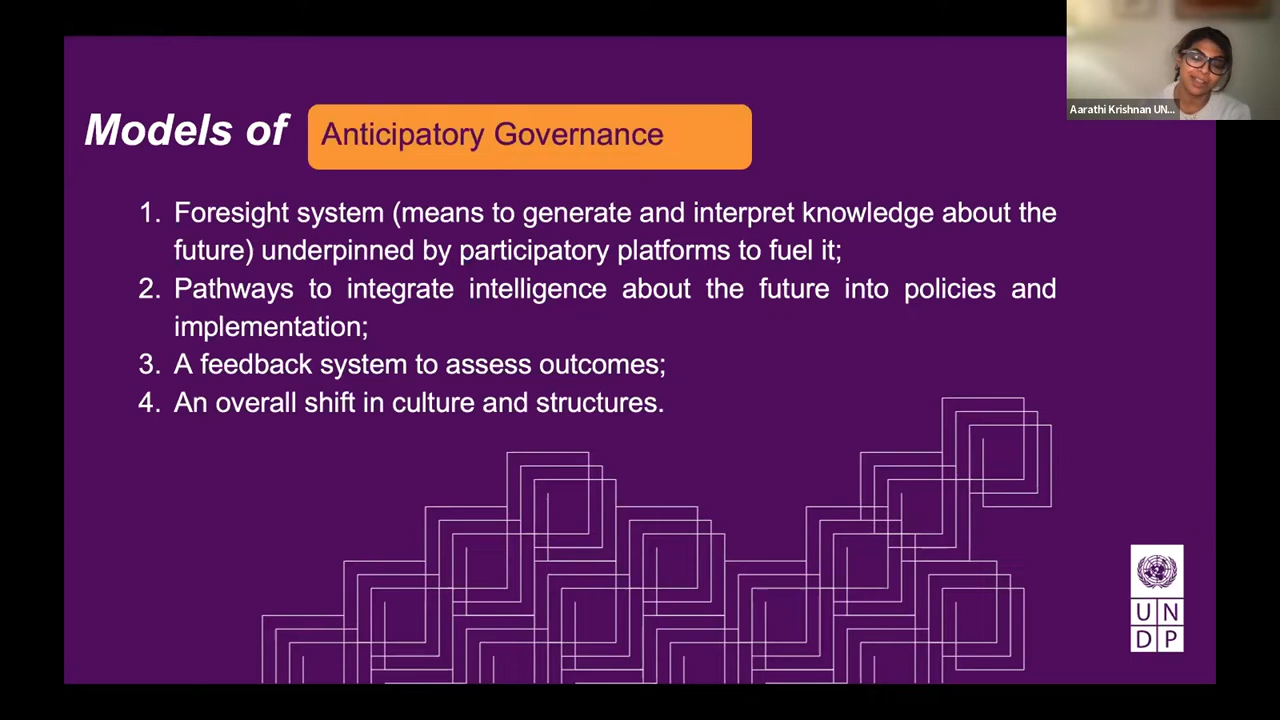 Aarathi Krishnan UN...
Models of Anticipatory Governance
1. Foresight system (means to generate and interpret knowledge about the
future) underpinned by participatory platforms to fuel it;
2. Pathways to integrate intelligence about the future into policies and
implementation;
3. A feedback system to assess outcomes;
4. An overall shift in culture and structures.
U N
D P